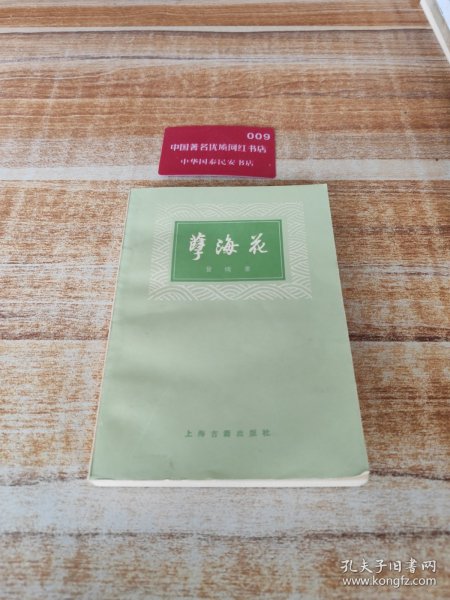 009
中国著名优质网红书店
中华国泰民安书店
孽海花
曾朴著
上海古籍出版社
孔夫子旧书网
www.kongfz.com